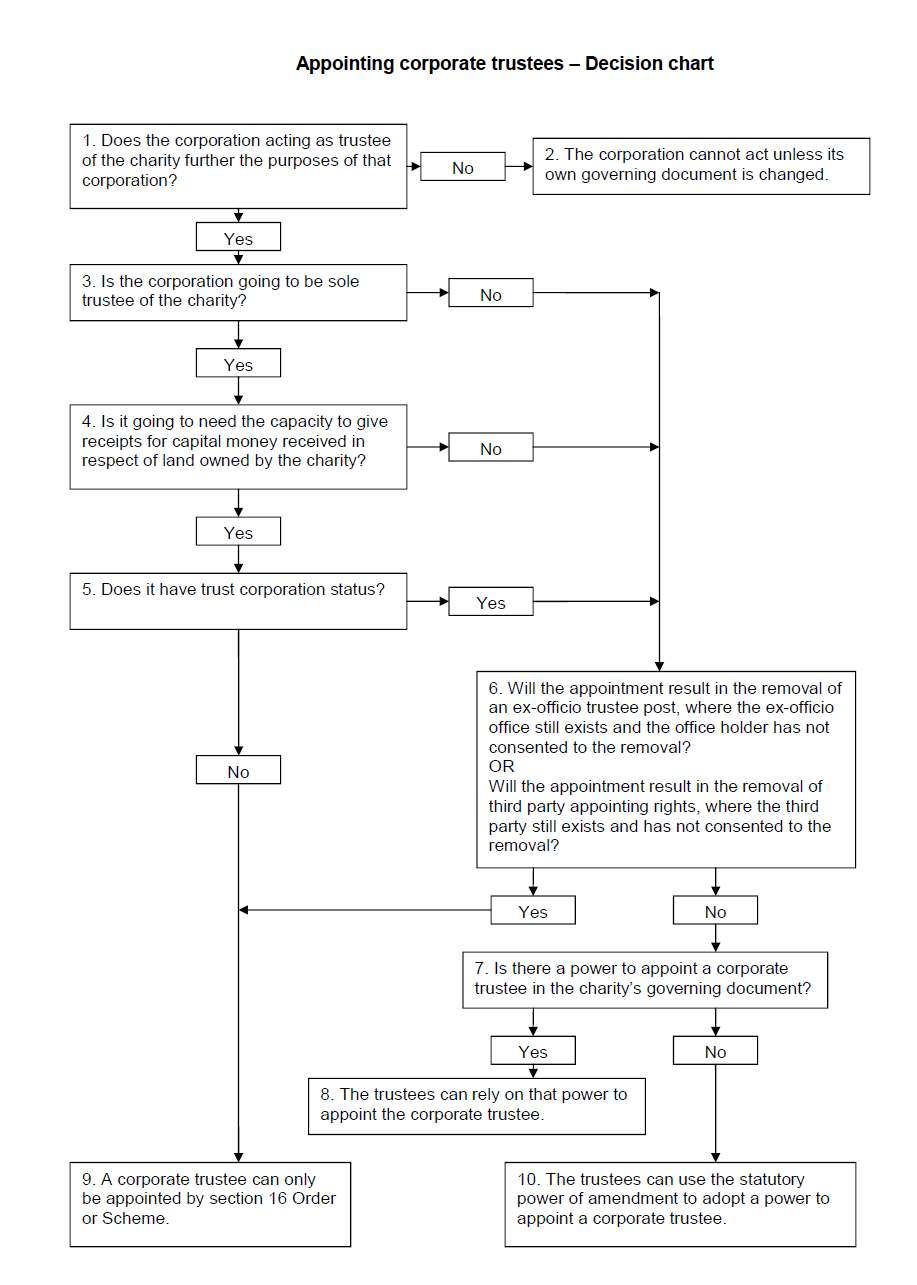 Appointing corporate trustees – Decision chart
1. Does the corporation acting as trustee
of the charity further the purposes of that
corporation?
No
2. The corporation cannot act unless its
own governing document is changed.
Yes
3. Is the corporation going to be sole
trustee of the charity?
No
Yes
4. Is it going to need the capacity to give
receipts for capital money received in
respect of land owned by the charity?
No
Yes
5. Does it have trust corporation status?
Yes
6. Will the appointment result in the removal of
an ex-officio trustee post, where the ex-officio
office still exists and the office holder has not
consented to the removal?
OR
Will the appointment result in the removal of
third party appointing rights, where the third
party still exists and has not consented to the
removal?
No
Yes
No
7. Is there a power to appoint a corporate
trustee in the charity’s governing document?
Yes
No
8. The trustees can rely on that power to
appoint the corporate trustee.
9. A corporate trustee can only
be appointed by section 16 Order
or Scheme.
10. The trustees can use the statutory
power of amendment to adopt a power to
appoint a corporate trustee.